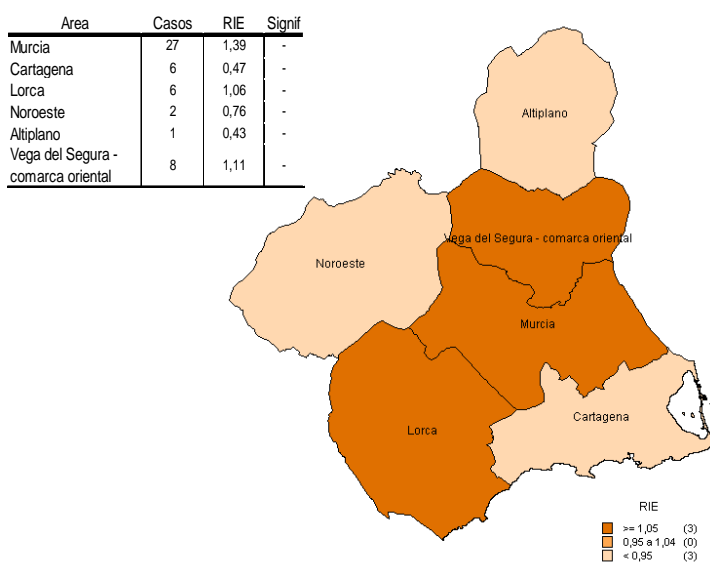 Area Casos RIE Signif
Murcia 27 1,39 -
Cartagena 6 0,47 -
Lorca 6 1,06 -
Noroeste 2 0,76 -
Altiplano 1 0,43 -
Vega del Segura -
comarca oriental 8 1,11 -
Altiplano
Vega del Segura - comarca oriental
Noroeste
Murcia
Cartagena
Lorca
RIE
>= 1,05 (3)
0,95 a 1,04 (0)
< 0,95 (3)